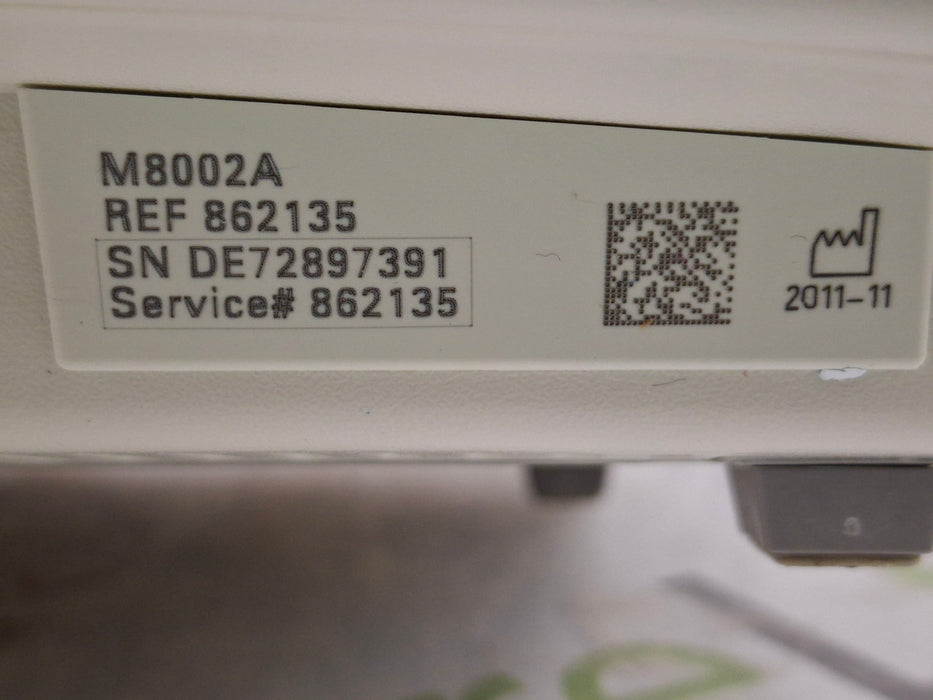 M8002A
REF 862135
SN DE72897391
Service# 862135
2011-11